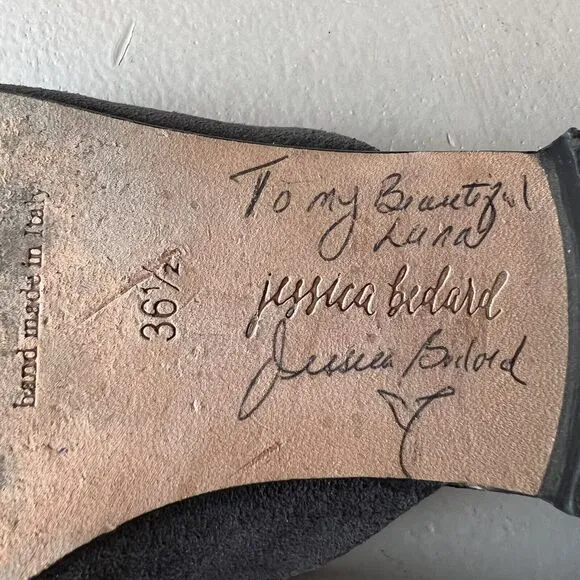 To my Beautiful
Luna
jessica bedard
Jessica Bedard
36½
hand made in Italy